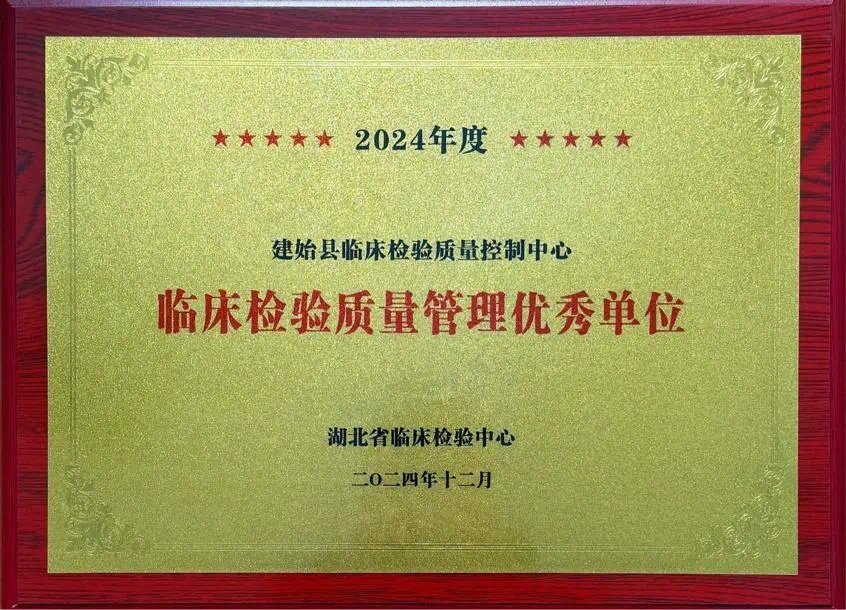 ★★★★★ 2024年度 ★★★★★
建始县临床检验质量控制中心
临床检验质量管理优秀单位
湖北省临床检验中心
二〇二四年十二月